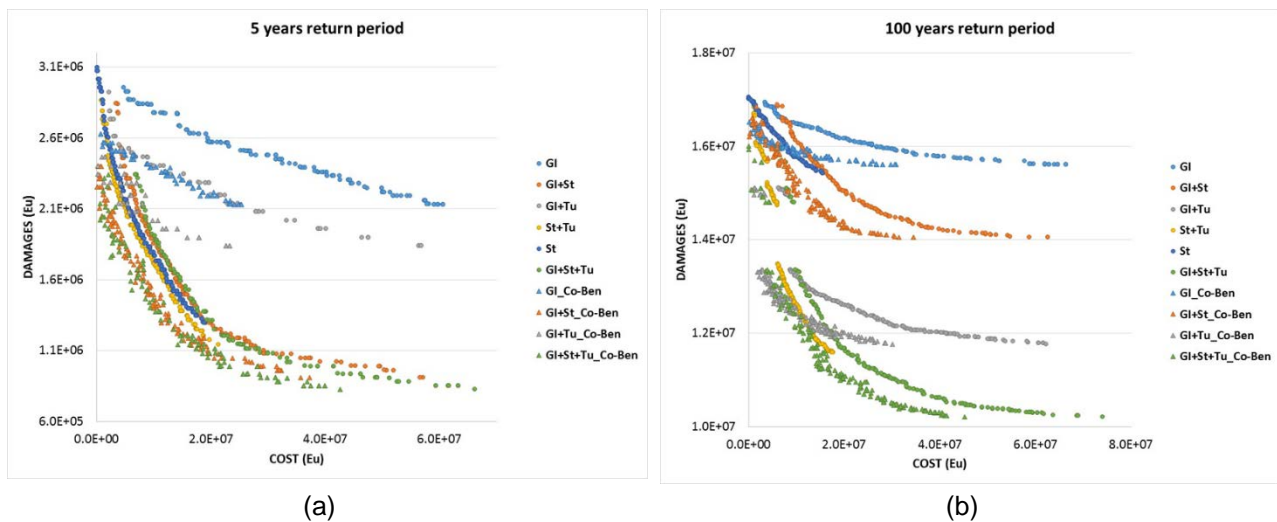 5 years return period
3.1E+06
2.6E+06
2.1E+06
1.6E+06
1.1E+06
6.0E+05
DAMAGES (Eu)
0.0E+00 2.0E+07 4.0E+07 6.0E+07
COST (Eu)
GI
GI+St
GI+Tu
St+Tu
St
GI+St+Tu
GI_Co-Ben
GI+St_Co-Ben
GI+Tu_Co-Ben
GI+St+Tu_Co-Ben
(a)
100 years return period
1.8E+07
1.6E+07
1.4E+07
1.2E+07
1.0E+07
DAMAGES (Eu)
0.0E+00 2.0E+07 4.0E+07 6.0E+07 8.0E+07
COST (Eu)
GI
GI+St
GI+Tu
St+Tu
St
GI+St+Tu
GI_Co-Ben
GI+St_Co-Ben
GI+Tu_Co-Ben
GI+St+Tu_Co-Ben
(b)